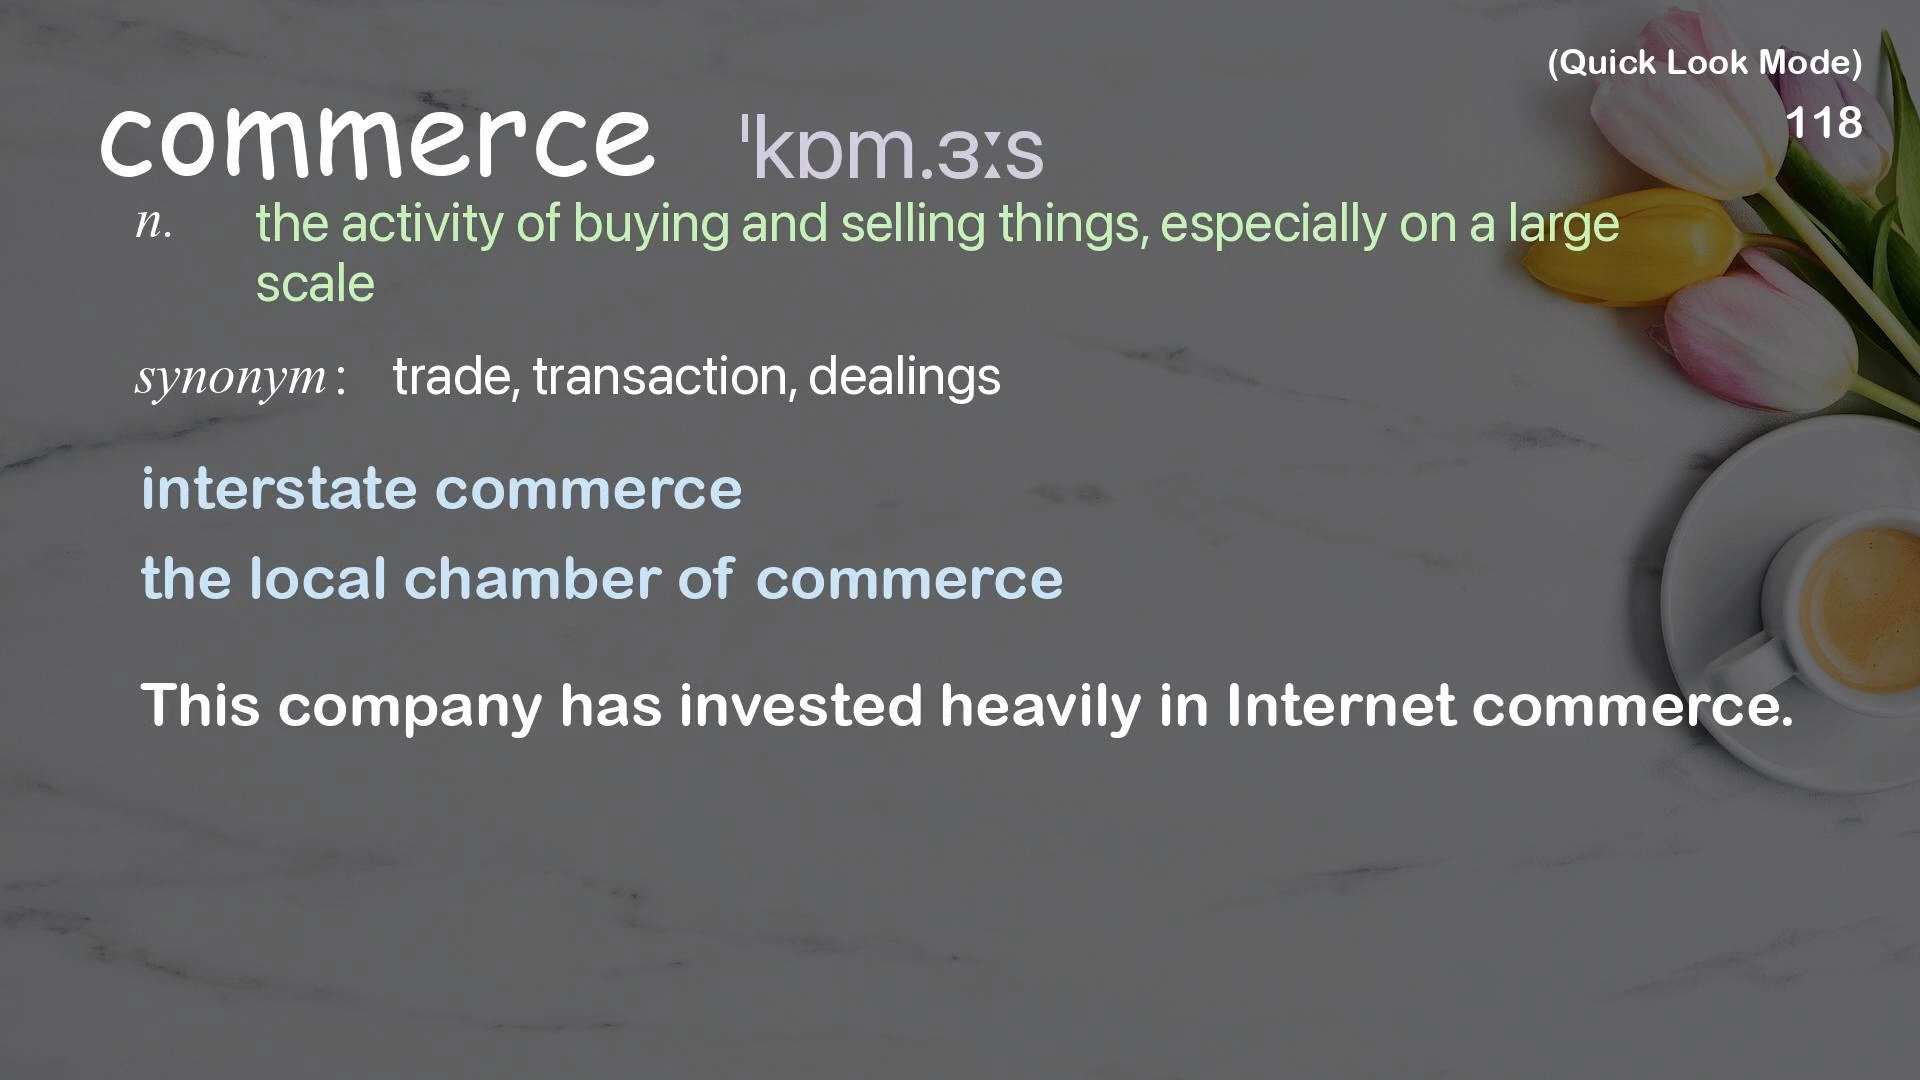 (Quick Look Mode)
118
commerce ˈkɒm.ɜːs
n. the activity of buying and selling things, especially on a large
scale
synonym: trade, transaction, dealings
interstate commerce
the local chamber of commerce
This company has invested heavily in Internet commerce.